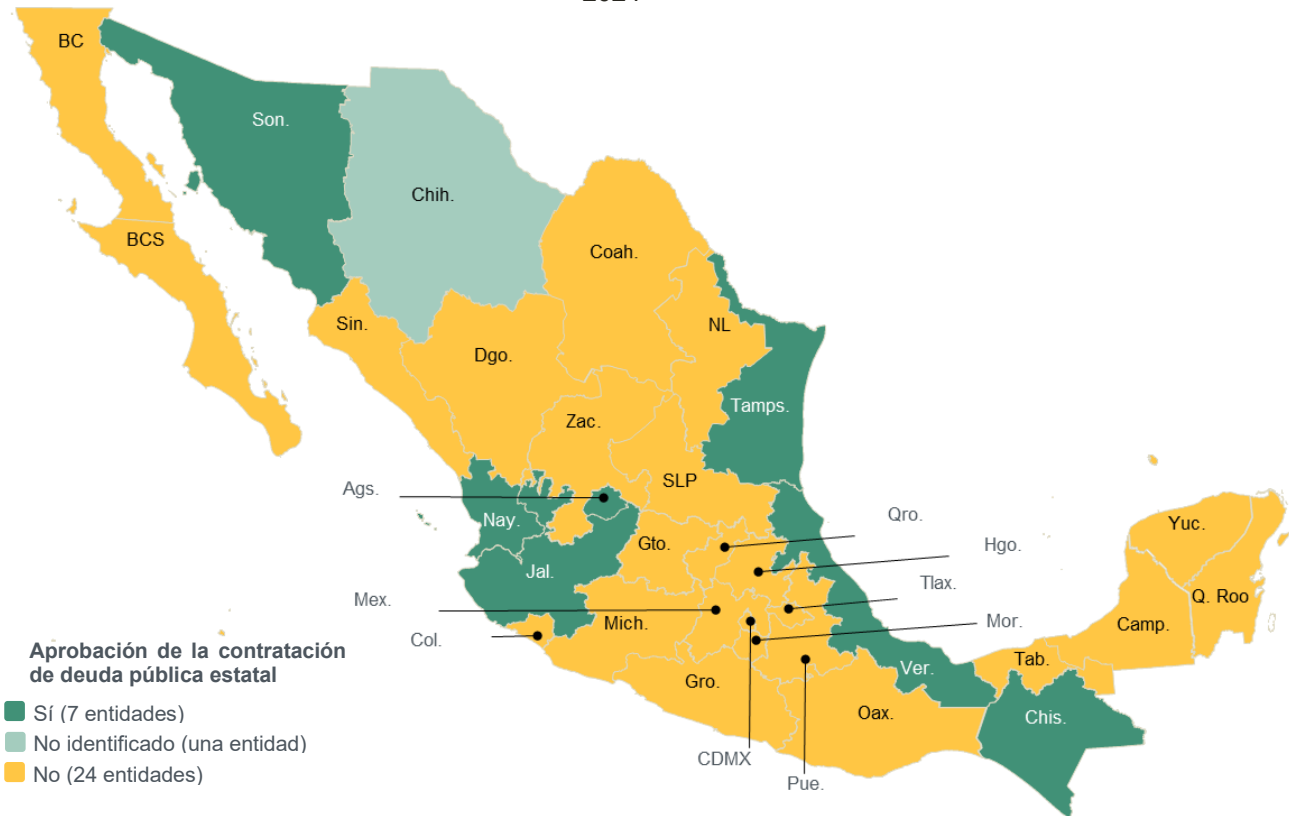 BC
Son.
Chih.
BCS
Coah.
Sin.
NL
Dgo.
Tamps.
Zac.
SLP
Ags.
Nay.
Qro.
Yuc.
Gto.
Hgo.
Jal.
Tlax.
Mex.
Q. Roo
Mich.
Mor.
Camp.
Col.
Aprobación de la contratación
de deuda pública estatal
Tab.
Ver.
Gro.
Sí (7 entidades)
Oax.
Chis.
No identificado (una entidad)
CDMX
No (24 entidades)
Pue.